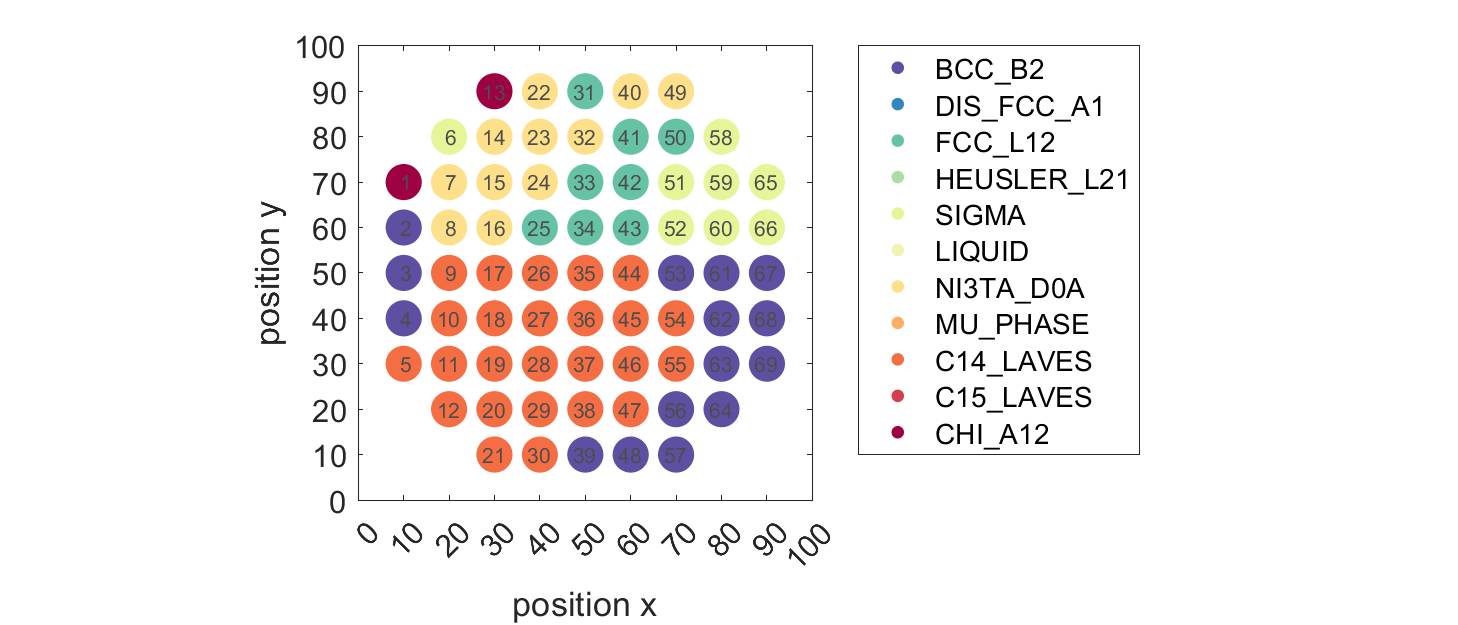 100
90
80
70
60
50
40
30
20
10
0
13 22 31 40 49
6 14 23 32 41 50 58
1 7 15 24 33 42 51 59 65
2 8 16 25 34 43 52 60 66
3 9 17 26 35 44 53 61 67
4 10 18 27 36 45 54 62 68
5 11 19 28 37 46 55 63 69
12 20 29 38 47 56 64
21 30 39 48 57
0 10 20 30 40 50 60 70 80 90 100
position x
position y
BCC_B2
DIS_FCC_A1
FCC_L12
HEUSLER_L21
SIGMA
LIQUID
NI3TA_D0A
MU_PHASE
C14_LAVES
C15_LAVES
CHI_A12